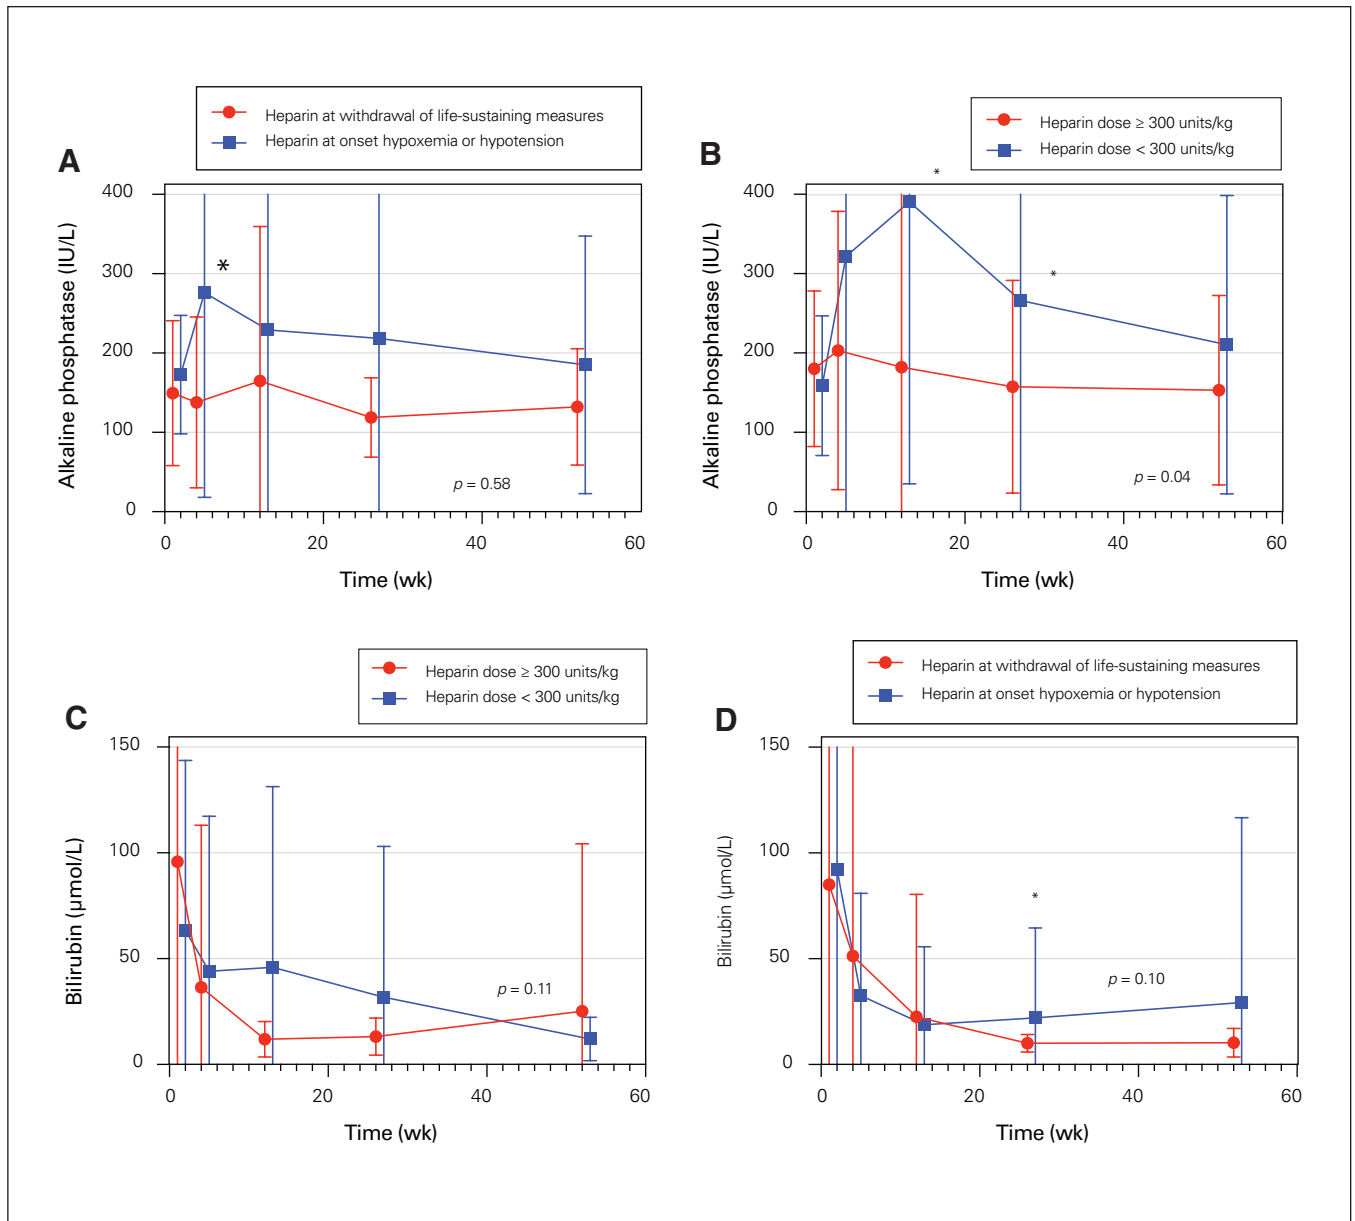 A
Heparin at withdrawal of life-sustaining measures
Heparin at onset hypoxemia or hypotension
Alkaline phosphatase (IU/L)
400
300
200
100
0
*
p = 0.58
0 20 40 60
Time (wk)
B
Heparin dose ≥ 300 units/kg
Heparin dose < 300 units/kg
Alkaline phosphatase (IU/L)
400
300
200
100
0
*
*
p = 0.04
0 20 40 60
Time (wk)
C
Heparin dose ≥ 300 units/kg
Heparin dose < 300 units/kg
Bilirubin (µmol/L)
150
100
50
0
p = 0.11
0 20 40 60
Time (wk)
D
Heparin at withdrawal of life-sustaining measures
Heparin at onset hypoxemia or hypotension
Bilirubin (µmol/L)
150
100
50
0
*
p = 0.10
0 20 40 60
Time (wk)